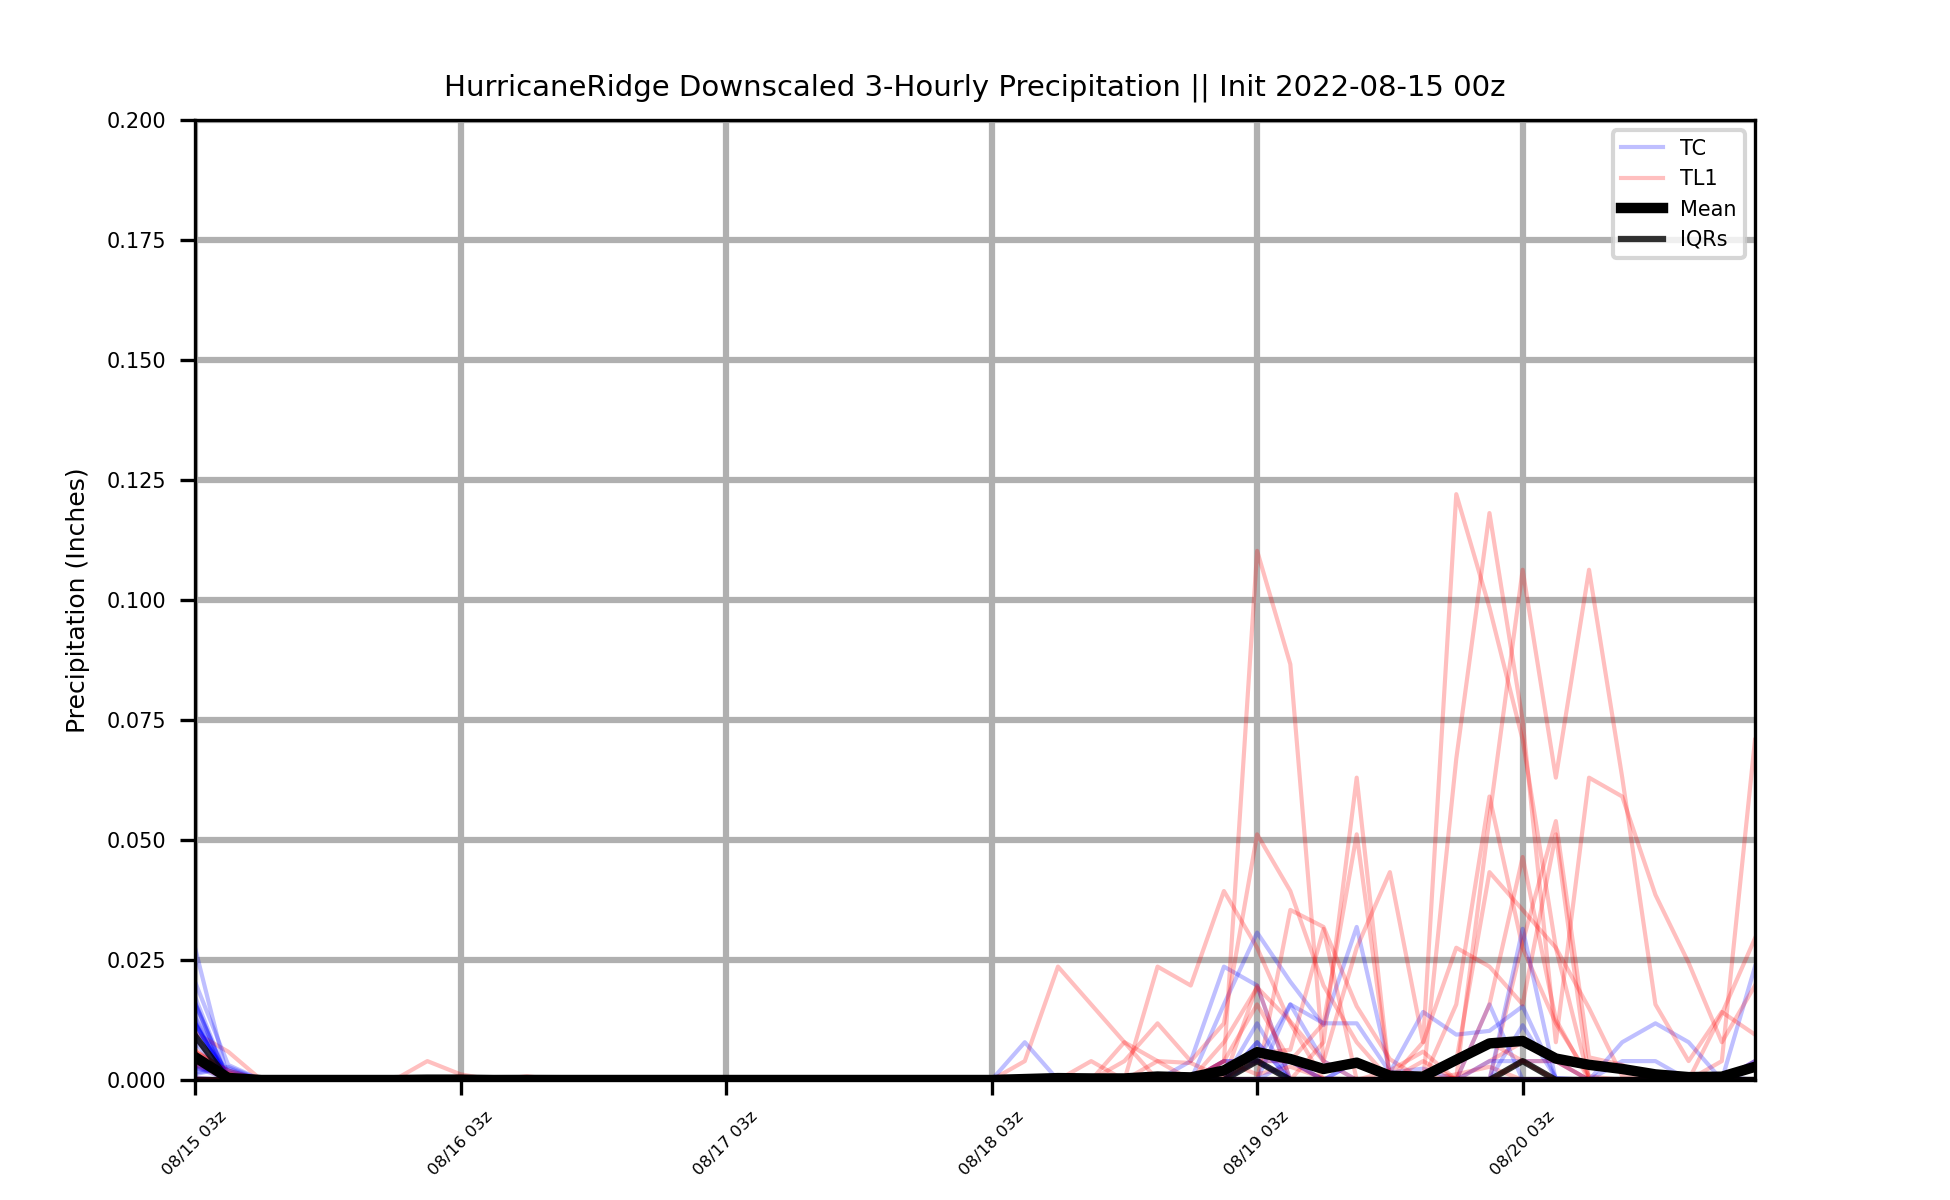 HurricaneRidge Downscaled 3-Hourly Precipitation || Init 2022-08-15 00z
TC
TL1
Mean
IQRs
Precipitation (Inches)
0.200
0.175
0.150
0.125
0.100
0.075
0.050
0.025
0.000
08/15 03z
08/16 03z
08/17 03z
08/18 03z
08/19 03z
08/20 03z